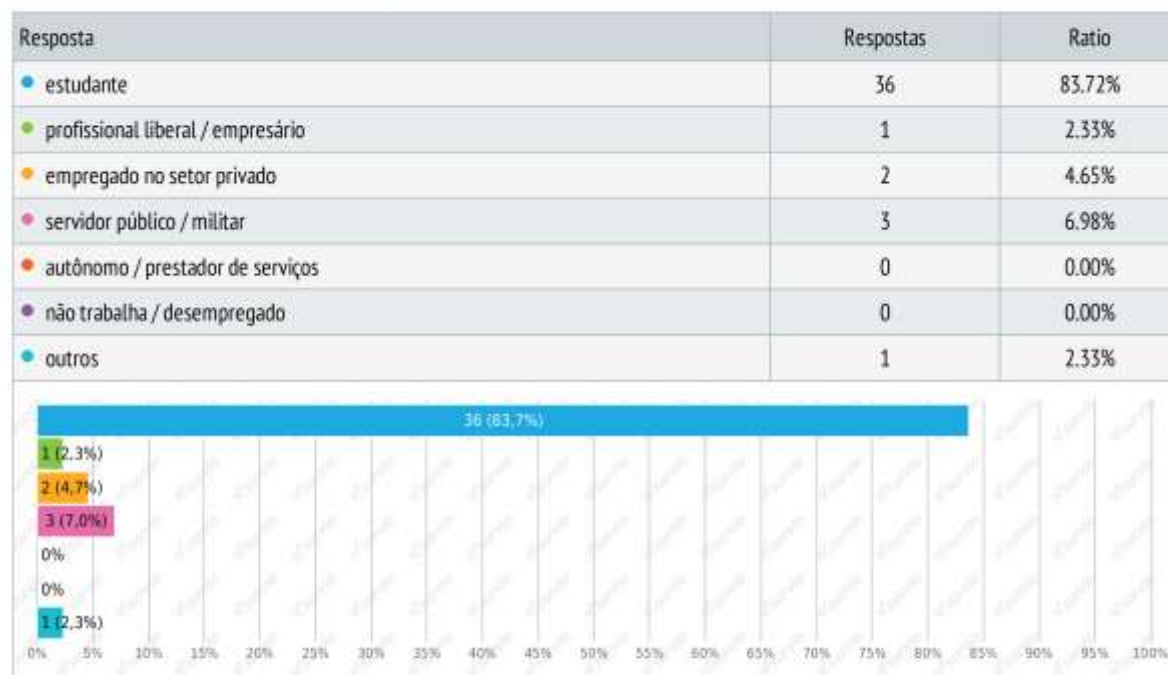 Resposta Respostas Ratio
estudante 36 83.72%
profissional liberal / empresário 1 2.33%
empregado no setor privado 2 4.65%
servidor público / militar 3 6.98%
autônomo / prestador de serviços 0 0.00%
não trabalha / desempregado 0 0.00%
outros 1 2.33%
36 (83,7%)
1 (2,3%)
2 (4,7%)
3 (7,0%)
0%
0%
1 (2,3%)
0% 5% 10% 15% 20% 25% 30% 35% 40% 45% 50% 55% 60% 65% 70% 75% 80% 85% 90% 95% 100%